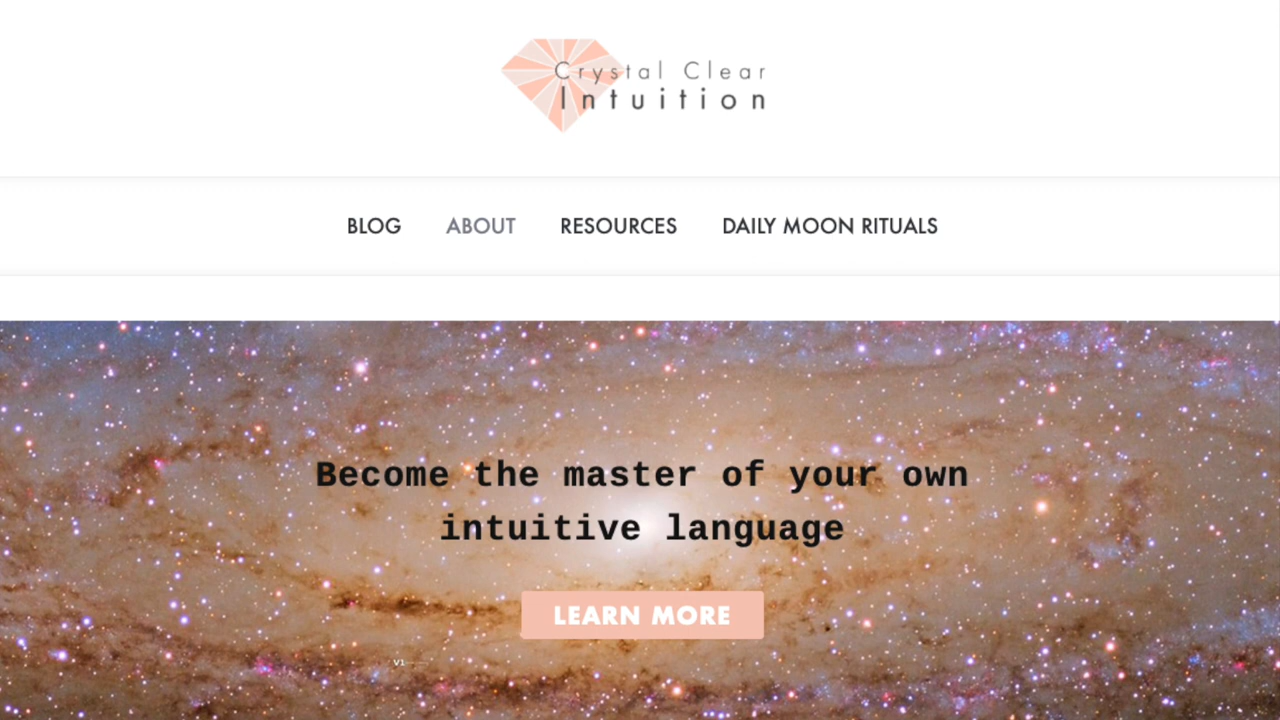 Crystal Clear
Intuition
BLOG ABOUT RESOURCES DAILY MOON RITUALS
Become the master of your own
intuitive language
LEARN MORE
V1